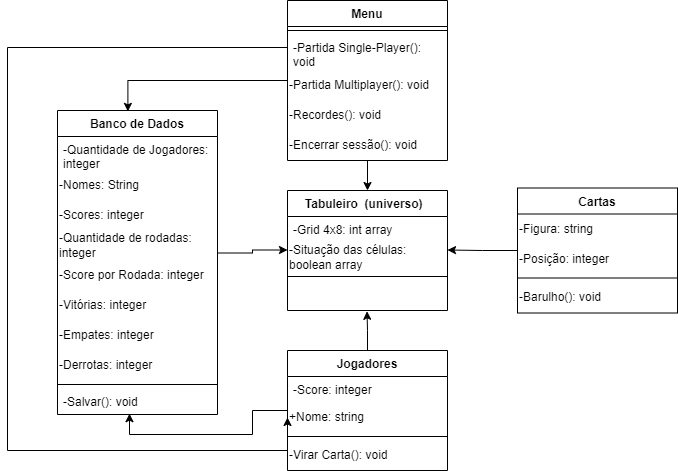 Menu
-Partida Single-Player():
void
-Partida Multiplayer(): void
-Recordes(): void
-Encerrar sessão(): void
Banco de Dados
-Quantidade de Jogadores:
integer
-Nomes: String
-Scores: integer
-Quantidade de rodadas:
integer
-Score por Rodada: integer
-Vitórias: integer
-Empates: integer
-Derrotas: integer
-Salvar(): void
Tabuleiro (universo)
-Grid 4x8: int array
-Situação das células:
boolean array
Cartas
-Figura: string
-Posição: integer
-Barulho(): void
Jogadores
-Score: integer
+Nome: string
-Virar Carta(): void